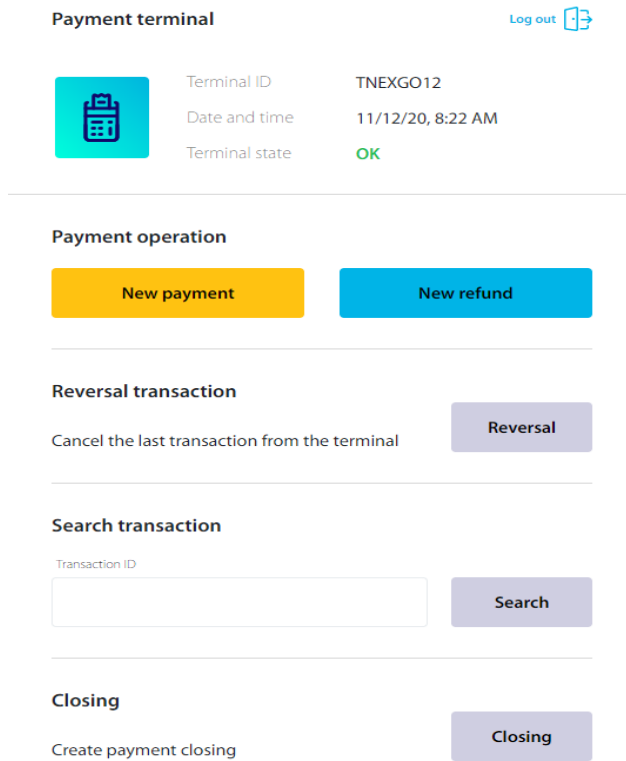 Payment terminal
Log out
Terminal ID TNEXGO12
Date and time 11/12/20, 8:22 AM
Terminal state OK
Payment operation
New payment
New refund
Reversal transaction
Cancel the last transaction from the terminal
Reversal
Search transaction
Transaction ID
Search
Closing
Create payment closing
Closing